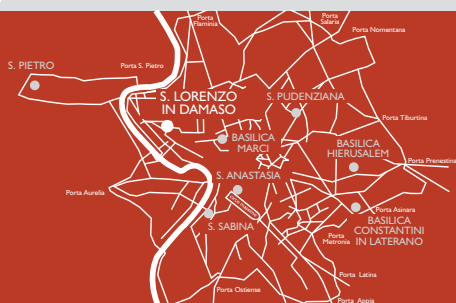 Porta
Flaminia
Porta
Salaria
Porta Nomentana
S. PIETRO
Porta S. Pietro
S. LORENZO
IN DAMASO
S. PUDENZIANA
Porta Tiburtina
BASILICA
MARCI
BASILICA
HIERUSALEM
Porta Prenestina
S. ANASTASIA
Porta Aurelia
S. SABINA
Porta Asinara
BASILICA
CONSTANTINI
IN LATERANO
Porta
Metronia
Porta Latina
Porta Ostiense
Porta Appia